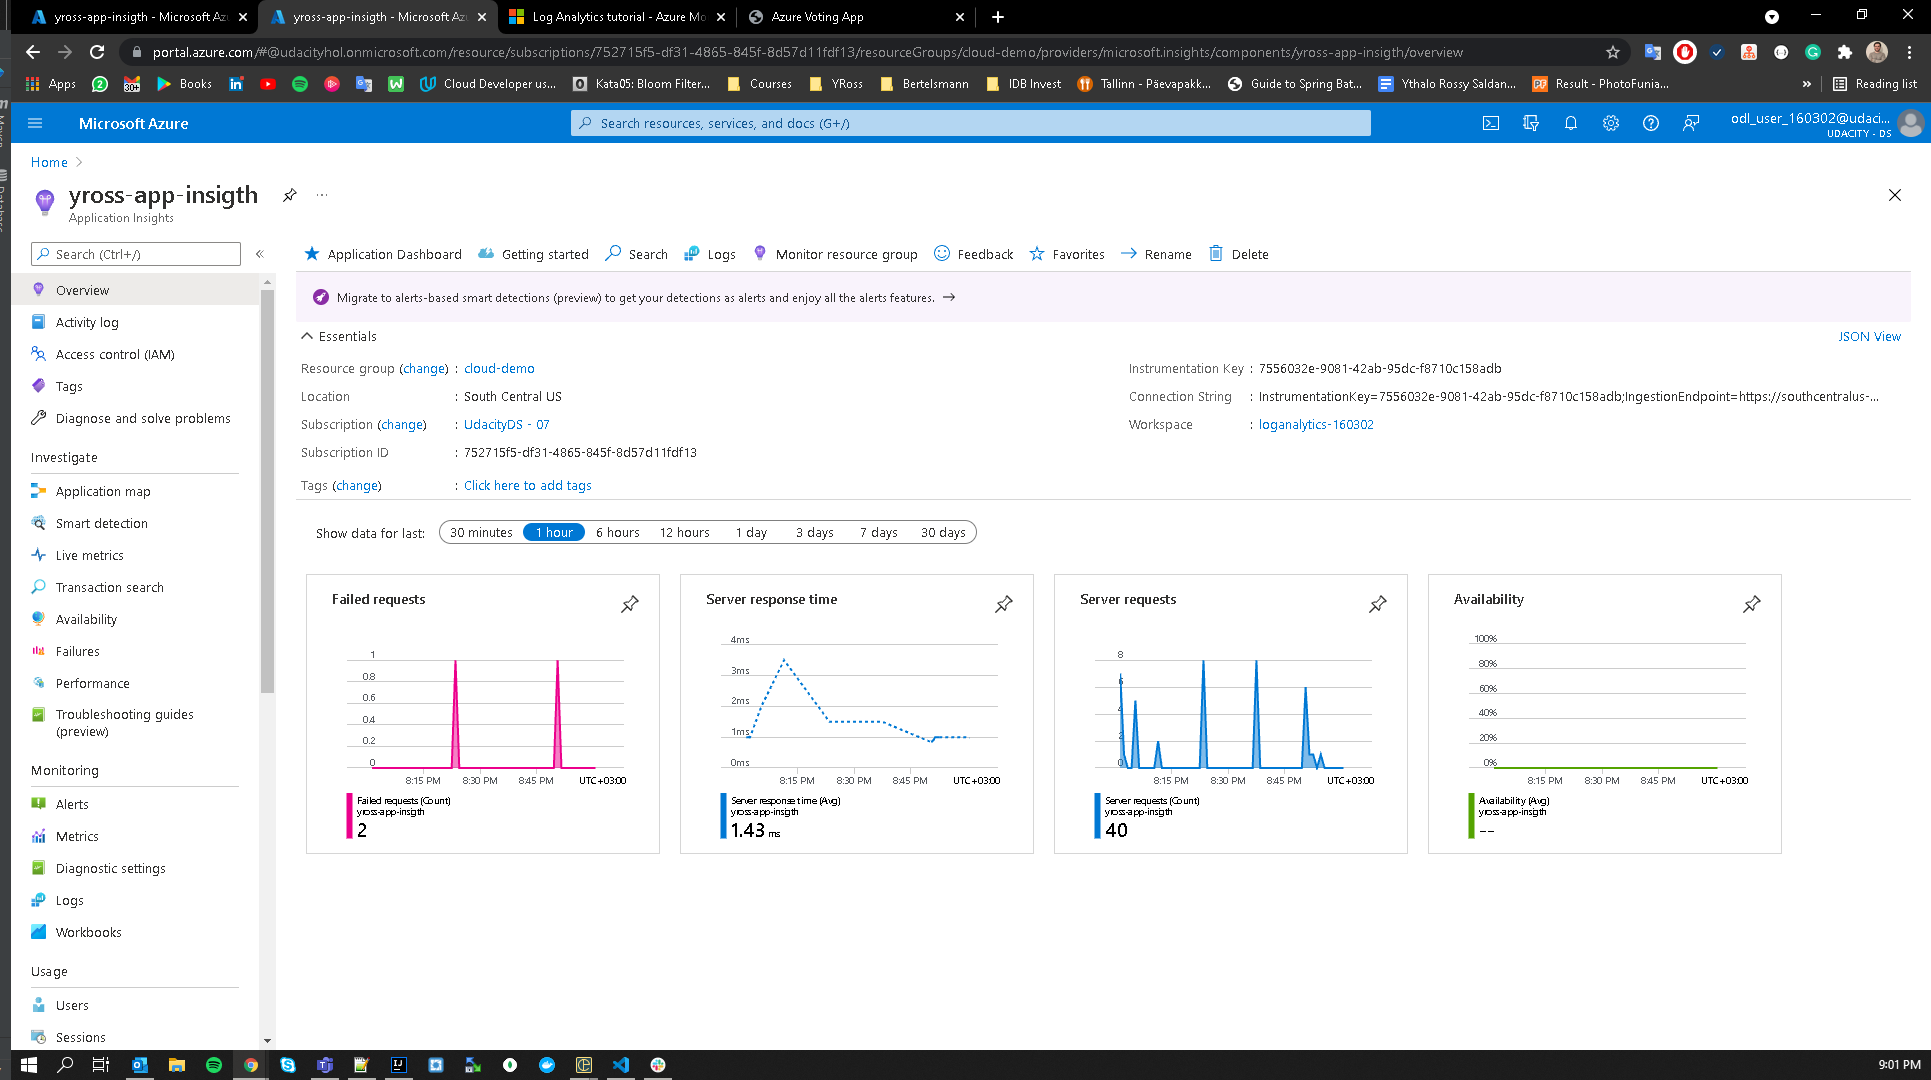 yross-app-insigth - Microsoft Az
yross-app-insigth - Microsoft Az
Log Analytics tutorial - Azure Mo
Azure Voting App
portal.azure.com/#@udacityhol.onmicrosoft.com/resource/subscriptions/752715f5-df31-4865-845f-8d57d11fdf13/resourceGroups/cloud-demo/providers/microsoft.insights/components/yross-app-insigth/overview
Apps
2
30+
Books
Cloud Developer us...
Kata05: Bloom Filter...
Courses
YRoss
Bertelsmann
IDB Invest
Tallinn - Päevapakk...
Guide to Spring Bat...
Ythalo Rossy Saldan...
PF
Result - PhotoFunia...
»
Reading list
Microsoft Azure
Search resources, services, and docs (G+/)
odl_user_160302@udaci...
UDACITY - DS
Home
yross-app-insigth
...
Application Insights
Search (Ctrl+/)
«
Application Dashboard
Getting started
Search
Logs
Monitor resource group
Feedback
Favorites
Rename
Delete
Migrate to alerts-based smart detections (preview) to get your detections as alerts and enjoy all the alerts features. →
Essentials
JSON View
Resource group (change) : cloud-demo
Location : South Central US
Subscription (change) : UdacityDS - 07
Subscription ID : 752715f5-df31-4865-845f-8d57d11fdf13
Tags (change) : Click here to add tags
Instrumentation Key : 7556032e-9081-42ab-95dc-f8710c158adb
Connection String : InstrumentationKey=7556032e-9081-42ab-95dc-f8710c158adb;IngestionEndpoint=https://southcentralus-...
Workspace : loganalytics-160302
Overview
Activity log
Access control (IAM)
Tags
Diagnose and solve problems
Investigate
Application map
Smart detection
Live metrics
Transaction search
Availability
Failures
Performance
Troubleshooting guides
(preview)
Monitoring
Alerts
Metrics
Diagnostic settings
Logs
Workbooks
Usage
Users
Sessions
Show data for last:
30 minutes
1 hour
6 hours
12 hours
1 day
3 days
7 days
30 days
Failed requests
1
0.8
0.6
0.4
0.2
0
8:15 PM
8:30 PM
8:45 PM
UTC+03:00
Failed requests (Count)
yross-app-insigth
2
Server response time
4ms
3ms
2ms
1ms
0ms
8:15 PM
8:30 PM
8:45 PM
UTC+03:00
Server response time (Avg)
yross-app-insigth
1.43 ms
Server requests
8
6
4
2
0
8:15 PM
8:30 PM
8:45 PM
UTC+03:00
Server requests (Count)
yross-app-insigth
40
Availability
100%
80%
60%
40%
20%
0%
8:15 PM
8:30 PM
8:45 PM
UTC+03:00
Availability (Avg)
yross-app-insigth
--
9:01 PM